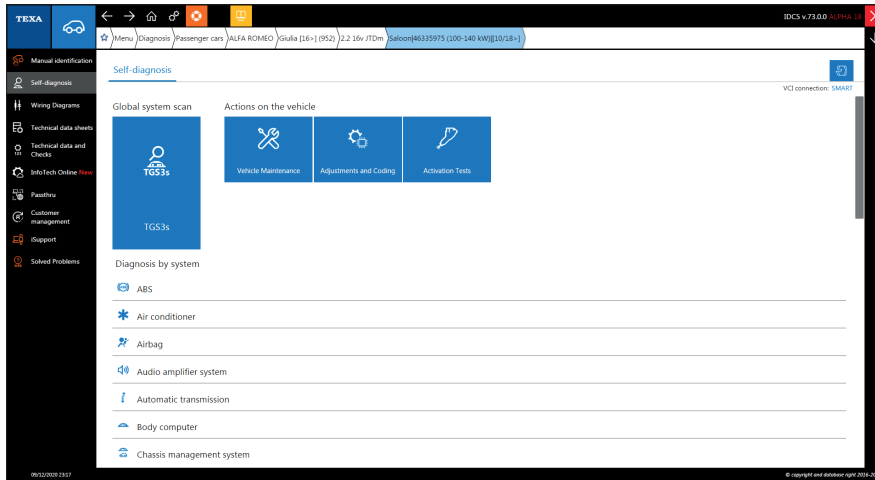 TEXA
IDC5 v.73.0.0 ALPHA 18
Menu
Diagnosis
Passenger cars
ALFA ROMEO
Giulia [16>] (952)
2.2 16v JTDm
Saloon|46335975 (100-140 kW)|[10/18>]
Manual identification
Self-diagnosis
Wiring Diagrams
Technical data sheets
Technical data and
Checks
InfoTech Online New
Passthru
Customer
management
iSupport
Solved Problems
Self-diagnosis
VCI connection: SMART
Global system scan
Actions on the vehicle
TGS3s
TGS3s
Vehicle Maintenance
Adjustments and Coding
Activation Tests
Diagnosis by system
ABS
Air conditioner
Airbag
Audio amplifier system
Automatic transmission
Body computer
Chassis management system
09/12/2020 23:17
© copyright and database right 2016-20